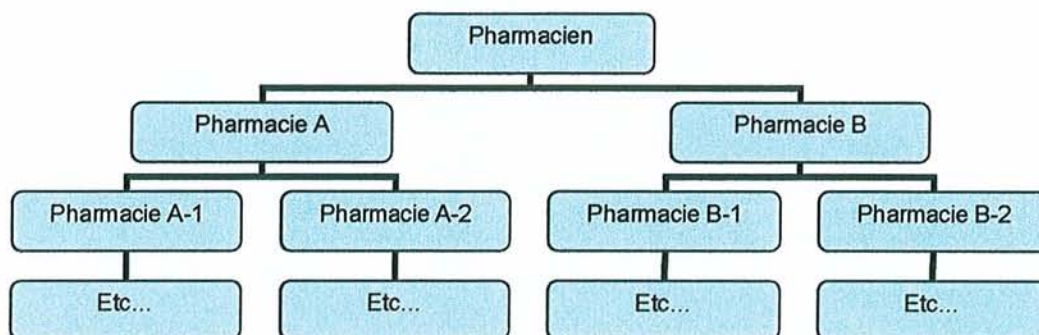 Pharmacien
Pharmacie A
Pharmacie B
Pharmacie A-1
Pharmacie A-2
Pharmacie B-1
Pharmacie B-2
Etc...
Etc...
Etc...
Etc...